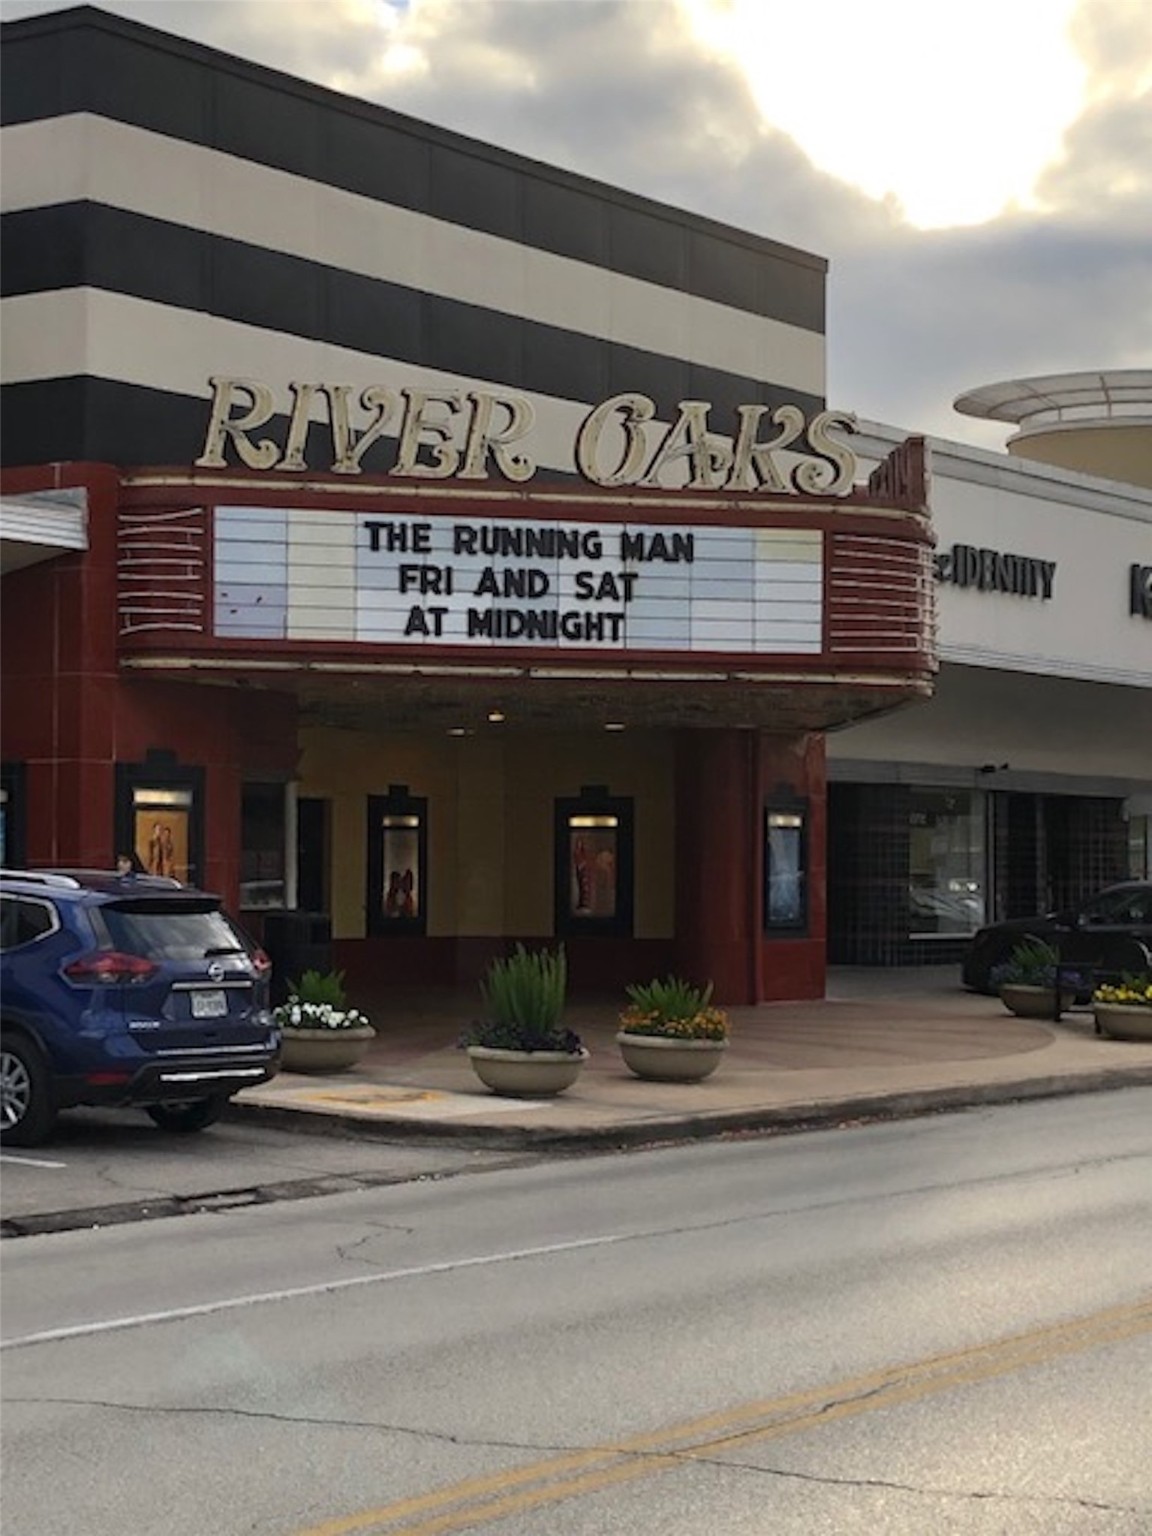 RIVER OAKS
THE RUNNING MAN
FRI AND SAT
AT MIDNIGHT
IDENTITY